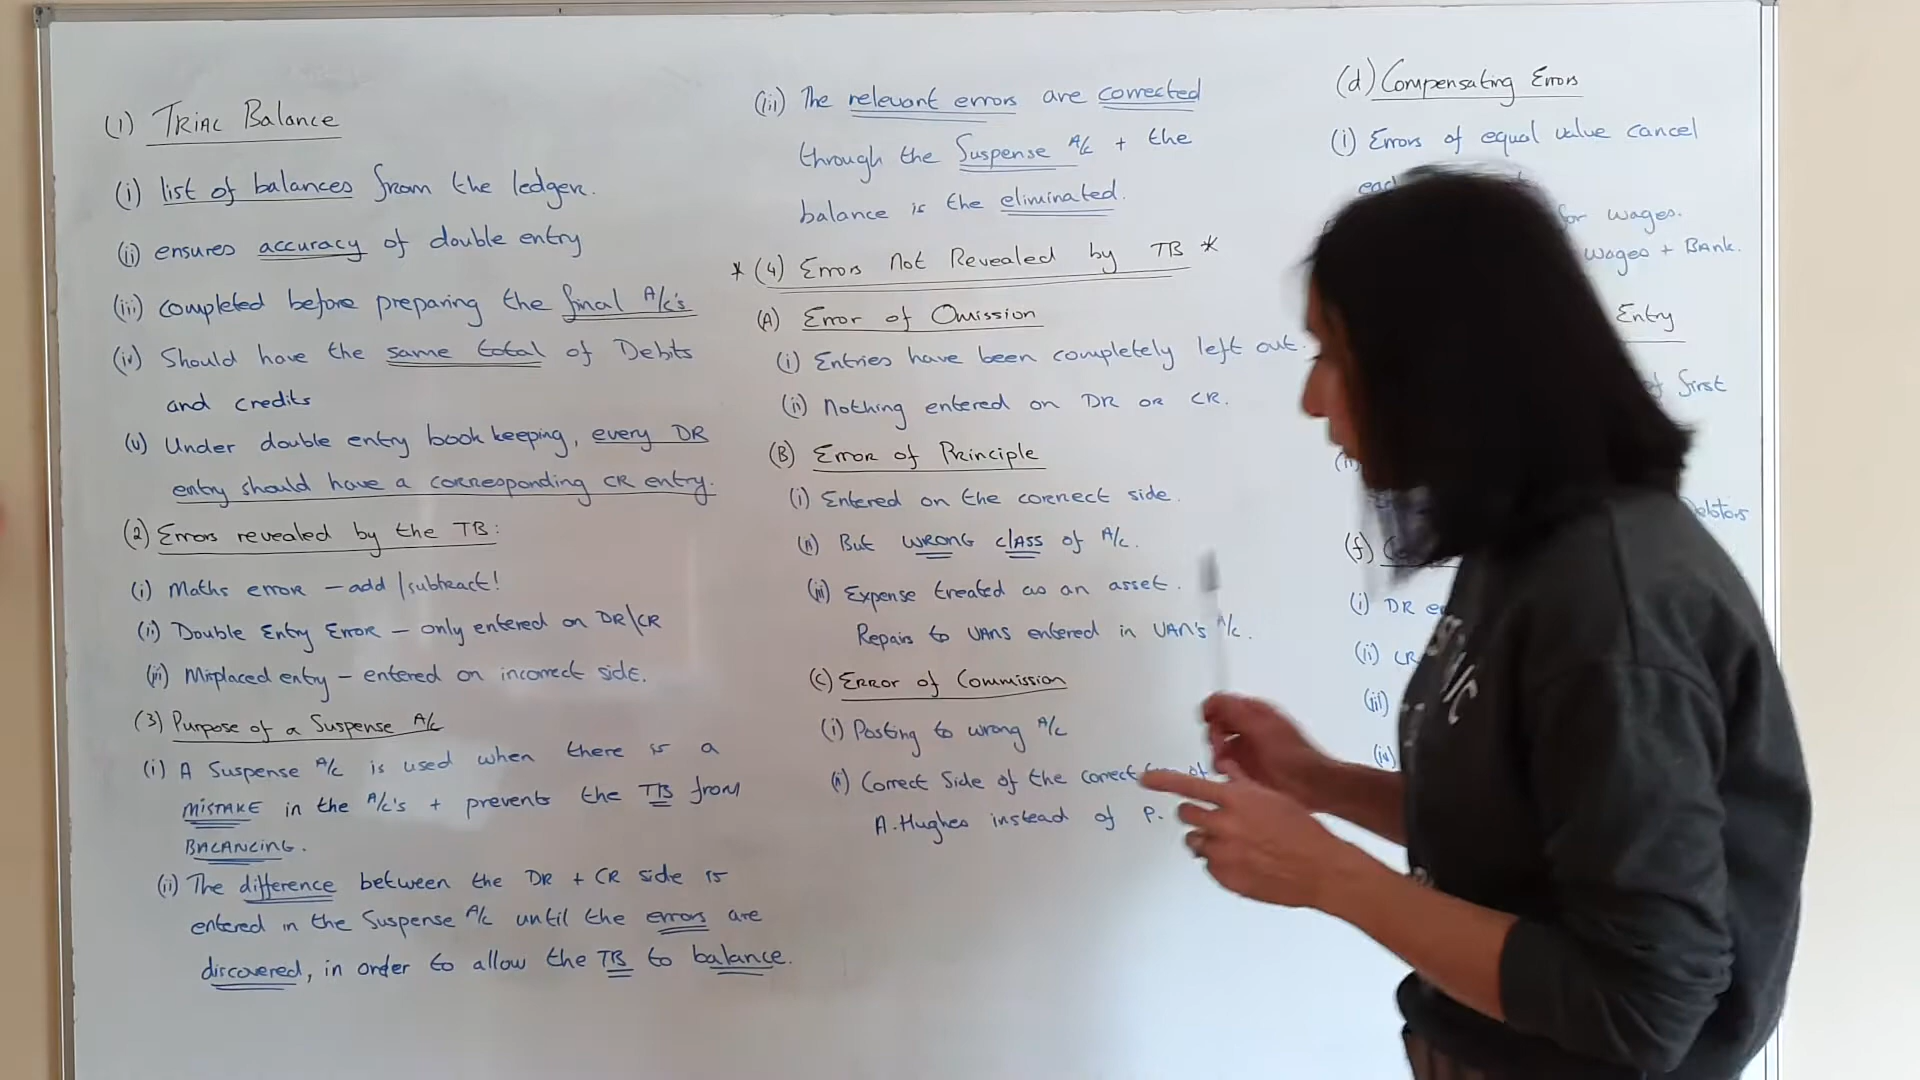 (1) TRIAL Balance
(i) list of balances from the ledger.
(ii) ensures accuracy of double entry
(iii) completed before preparing the final A/c's
(iv) Should have the same total of Debits
and credits
(v) Under double entry book keeping, every DR
entry should have a corresponding CR entry.
(2) Errors revealed by the TB:
(i) Maths error – add/subtract!
(ii) Double Entry Error – only entered on DR\CR
(iii) Misplaced entry – entered on incorrect side.
(3) Purpose of a Suspense A/c
(i) A Suspense A/c is used when there is a
MISTAKE in the A/c's + prevents the TB from
BALANCING.
(ii) The difference between the DR + CR side is
entered in the Suspense A/c until the errors are
discovered, in order to allow the TB to balance.
(iii) The relevant errors are corrected
through the Suspense A/c + the
balance is the eliminated.
* (4) Errors Not Revealed by TB *
(A) Error of Omission
(i) Entries have been completely left out.
(ii) Nothing entered on DR or CR.
(B) Error of Principle
(i) Entered on the correct side.
(ii) But WRONG CLASS of A/c.
(iii) Expense treated as an asset.
Repairs to VANS entered in VAN's A/c.
(C) Error of Commission
(i) Posting to wrong A/c
(ii) Correct Side of the correct of
A. Hughes instead of P.
(d) Compensating Errors
(i) Errors of equal value cancel
for wages.
wages + Bank.
Entry
of first
(ii)
Debtors
(f)
(i) DR
(ii) CR
(iii)
(iv)